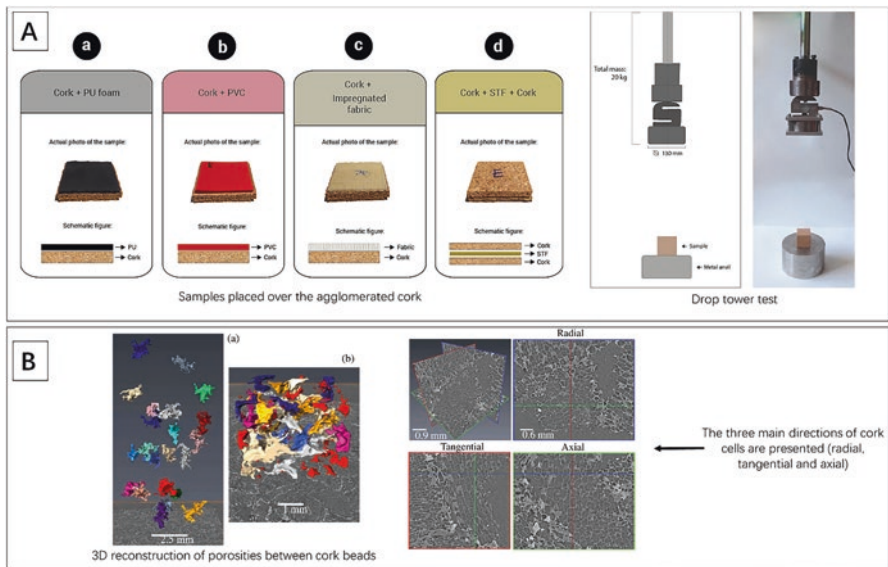 A
a
b
c
d
Cork + PU foam
Cork + PVC
Cork +
Impregnated
fabric
Cork + STF + Cork
Actual photo of the sample:
Actual photo of the sample:
Actual photo of the sample:
Actual photo of the sample:
E
Schematic figure:
Schematic figure:
Schematic figure:
Schematic figure:
PU
Cork
PVC
Cork
Fabric
Cork
Cork
STF
Cork
Samples placed over the agglomerated cork
Total mass:
20 kg
150 mm
Sample
Metal anvil
Drop tower test
B
(a)
(b)
2.5 mm
1 mm
3D reconstruction of porosities between cork beads
Radial
0.9 mm
0.6 mm
Tangential
Axial
The three main directions of cork
cells are presented (radial,
tangential and axial)